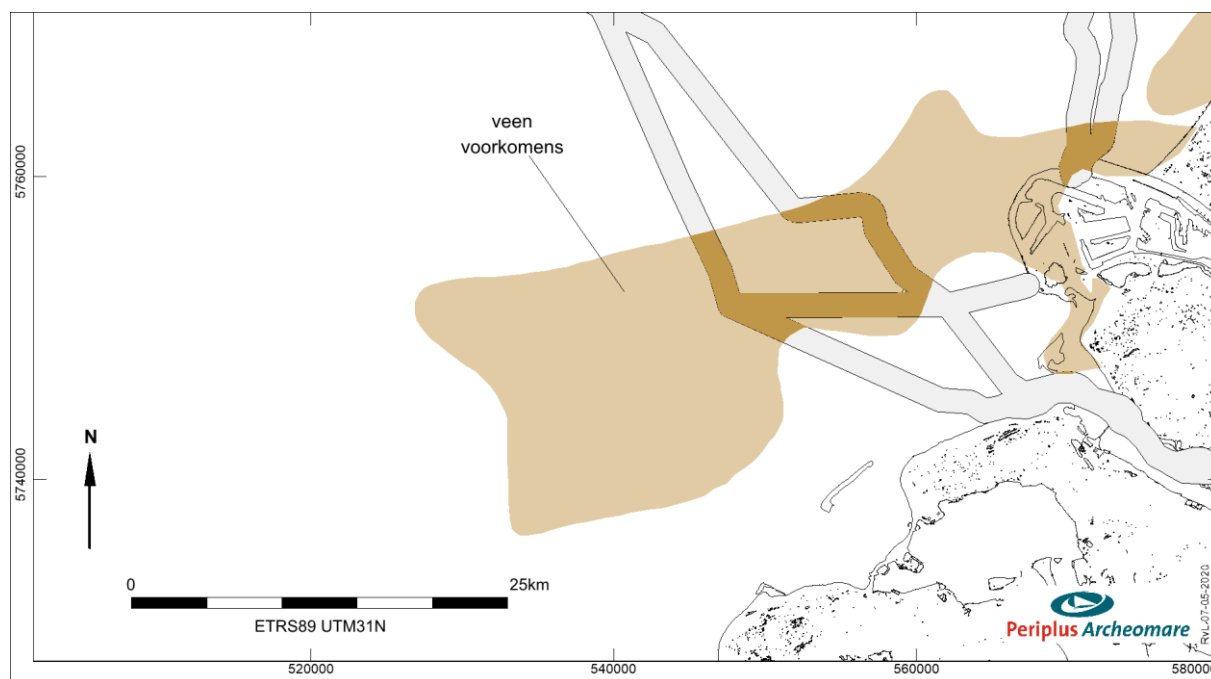 veen
voorkomens
5760000
5740000
N
0
25km
ETRS89 UTM31N
Periplus Archeomare
RvL-07-05-2020
520000
540000
560000
580000